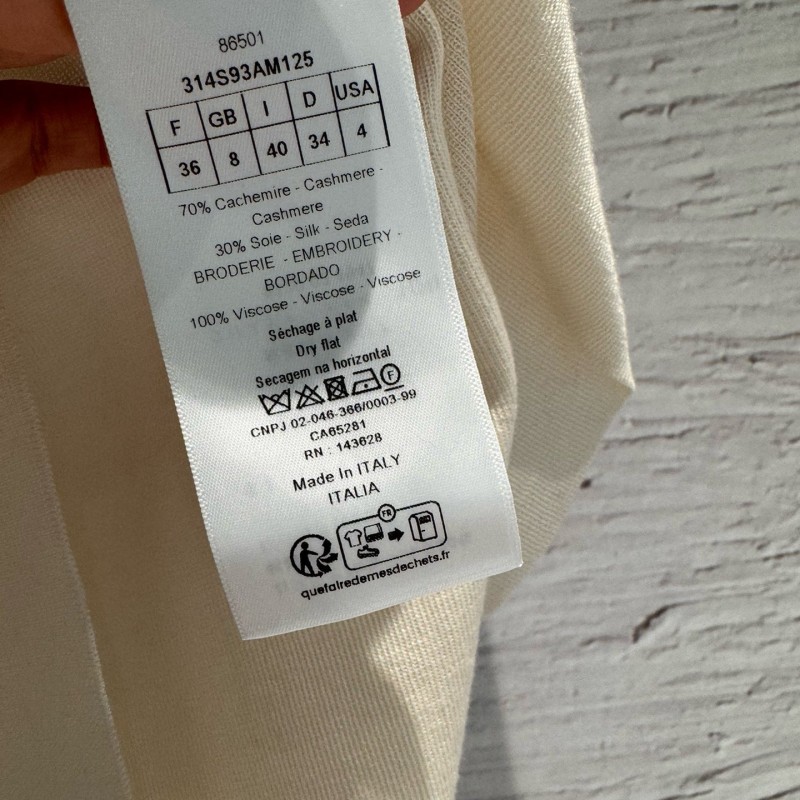 86501
314S93AM125
F GB I D USA
36 8 40 34 4
70% Cachemire - Cashmere -
Cashmere
30% Soie - Silk - Seda
BRODERIE - EMBROIDERY -
BORDADO
100% Viscose - Viscose - Viscose
Séchage à plat
Dry flat
Secagem na horizontal
F
CNPJ 02-046-366/0003-99
CA65281
RN : 143628
Made In ITALY
ITALIA
FR
quefairedemesdechets.fr